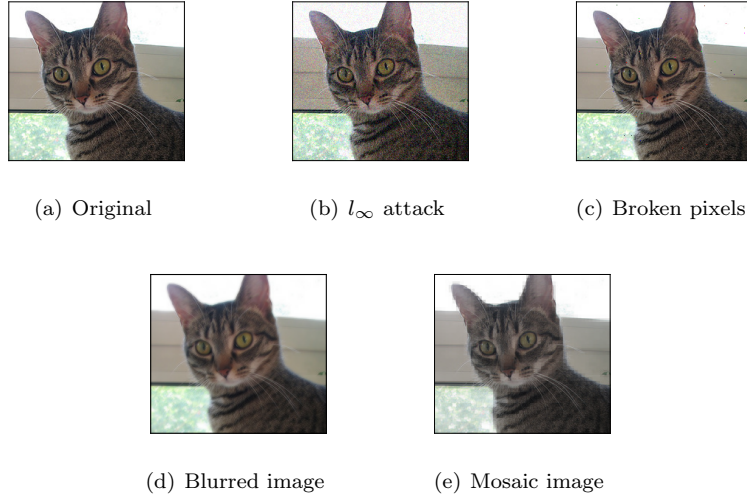 (a) Original
(b) l∞ attack
(c) Broken pixels
(d) Blurred image
(e) Mosaic image